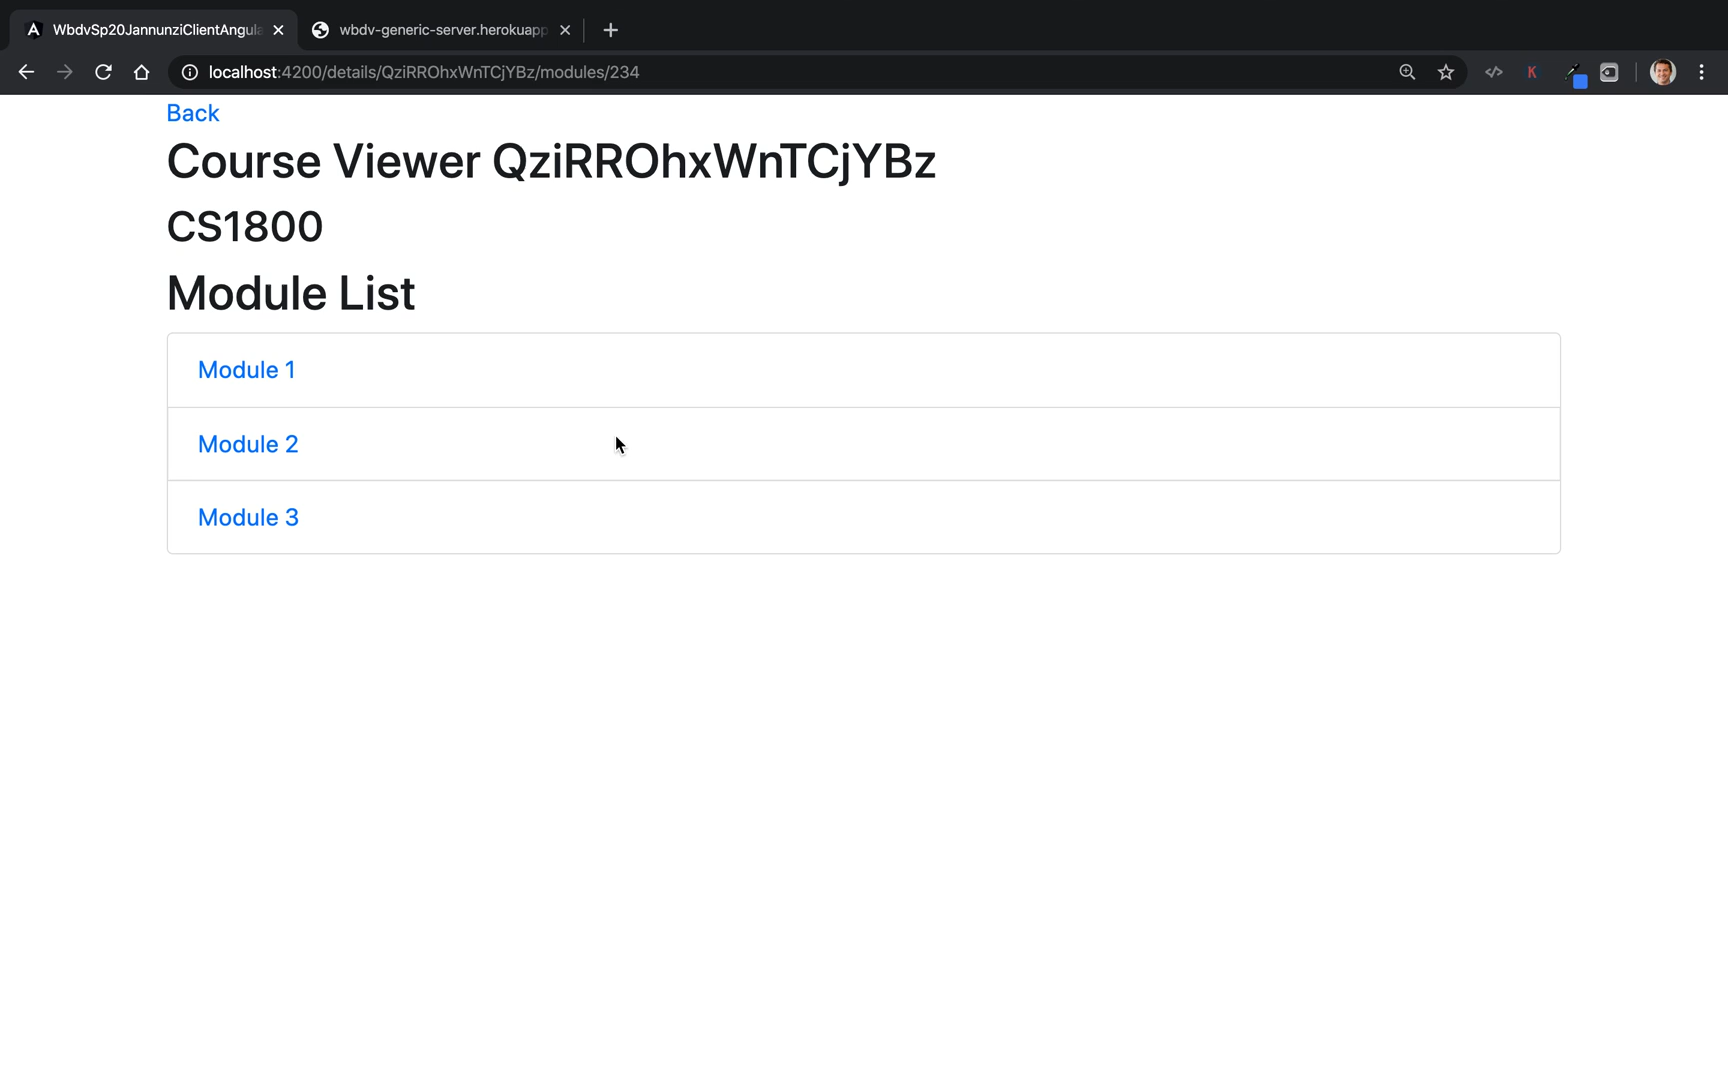 WbdvSp20JannunziClientAngula
wbdv-generic-server.herokuapp
localhost:4200/details/QziRROhxWnTCjYBz/modules/234
Back
Course Viewer QziRROhxWnTCjYBz
CS1800
Module List
Module 1
Module 2
Module 3